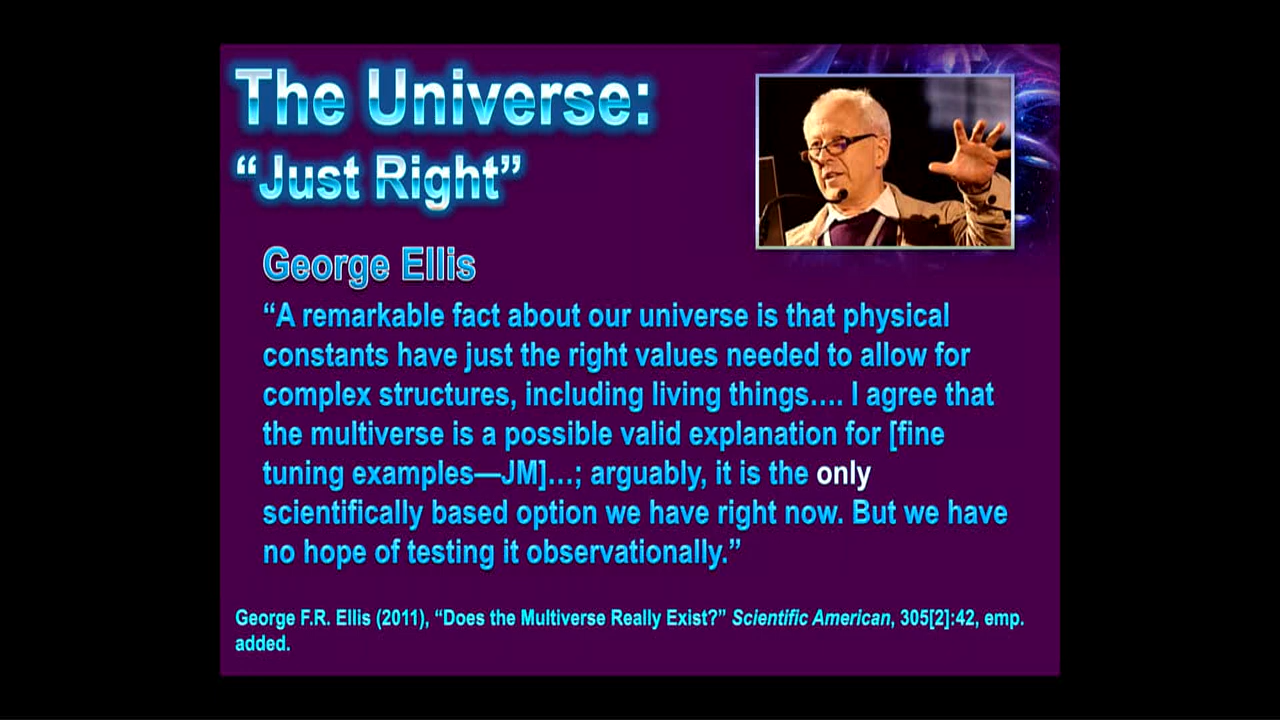 The Universe:
“Just Right”
George Ellis
“A remarkable fact about our universe is that physical
constants have just the right values needed to allow for
complex structures, including living things…. I agree that
the multiverse is a possible valid explanation for [fine
tuning examples—JM]…; arguably, it is the only
scientifically based option we have right now. But we have
no hope of testing it observationally.”
George F.R. Ellis (2011), “Does the Multiverse Really Exist?” Scientific American, 305[2]:42, emp.
added.